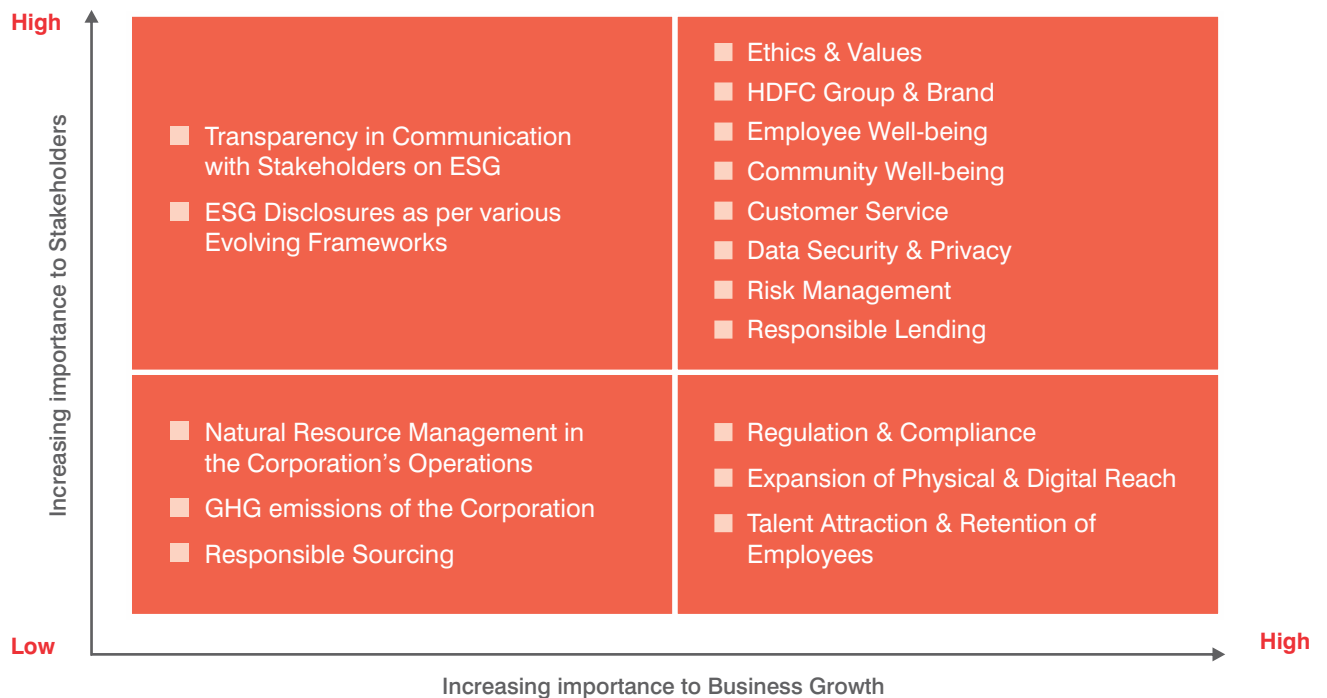 High
Increasing importance to Stakeholders
Transparency in Communication
with Stakeholders on ESG
ESG Disclosures as per various
Evolving Frameworks
Ethics & Values
HDFC Group & Brand
Employee Well-being
Community Well-being
Customer Service
Data Security & Privacy
Risk Management
Responsible Lending
Natural Resource Management in
the Corporation’s Operations
GHG emissions of the Corporation
Responsible Sourcing
Regulation & Compliance
Expansion of Physical & Digital Reach
Talent Attraction & Retention of
Employees
Low
High
Increasing importance to Business Growth